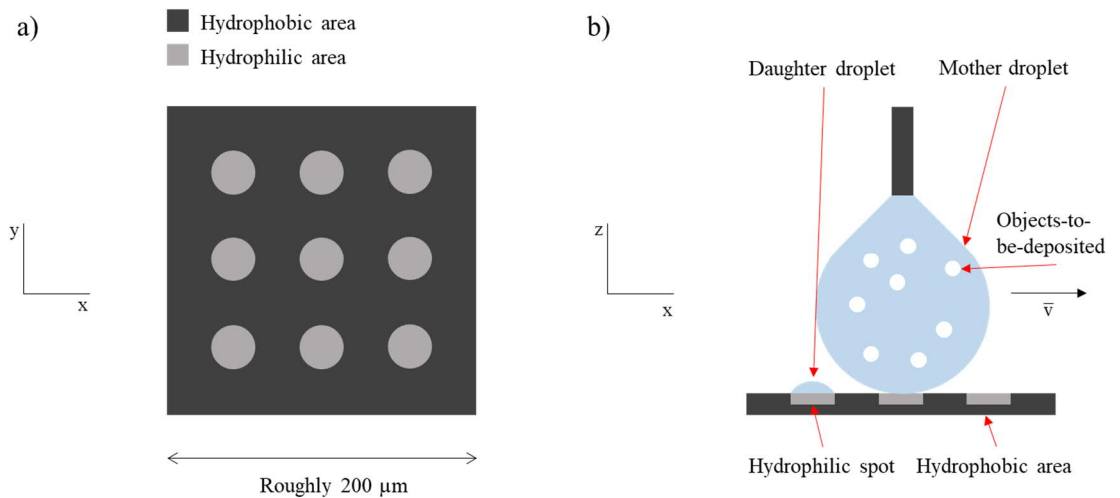 a)
Hydrophobic area
Hydrophilic area
y
x
Roughly 200 µm
b)
Daughter droplet
Mother droplet
z
x
Objects-to-
be-deposited
v̅
Hydrophilic spot
Hydrophobic area